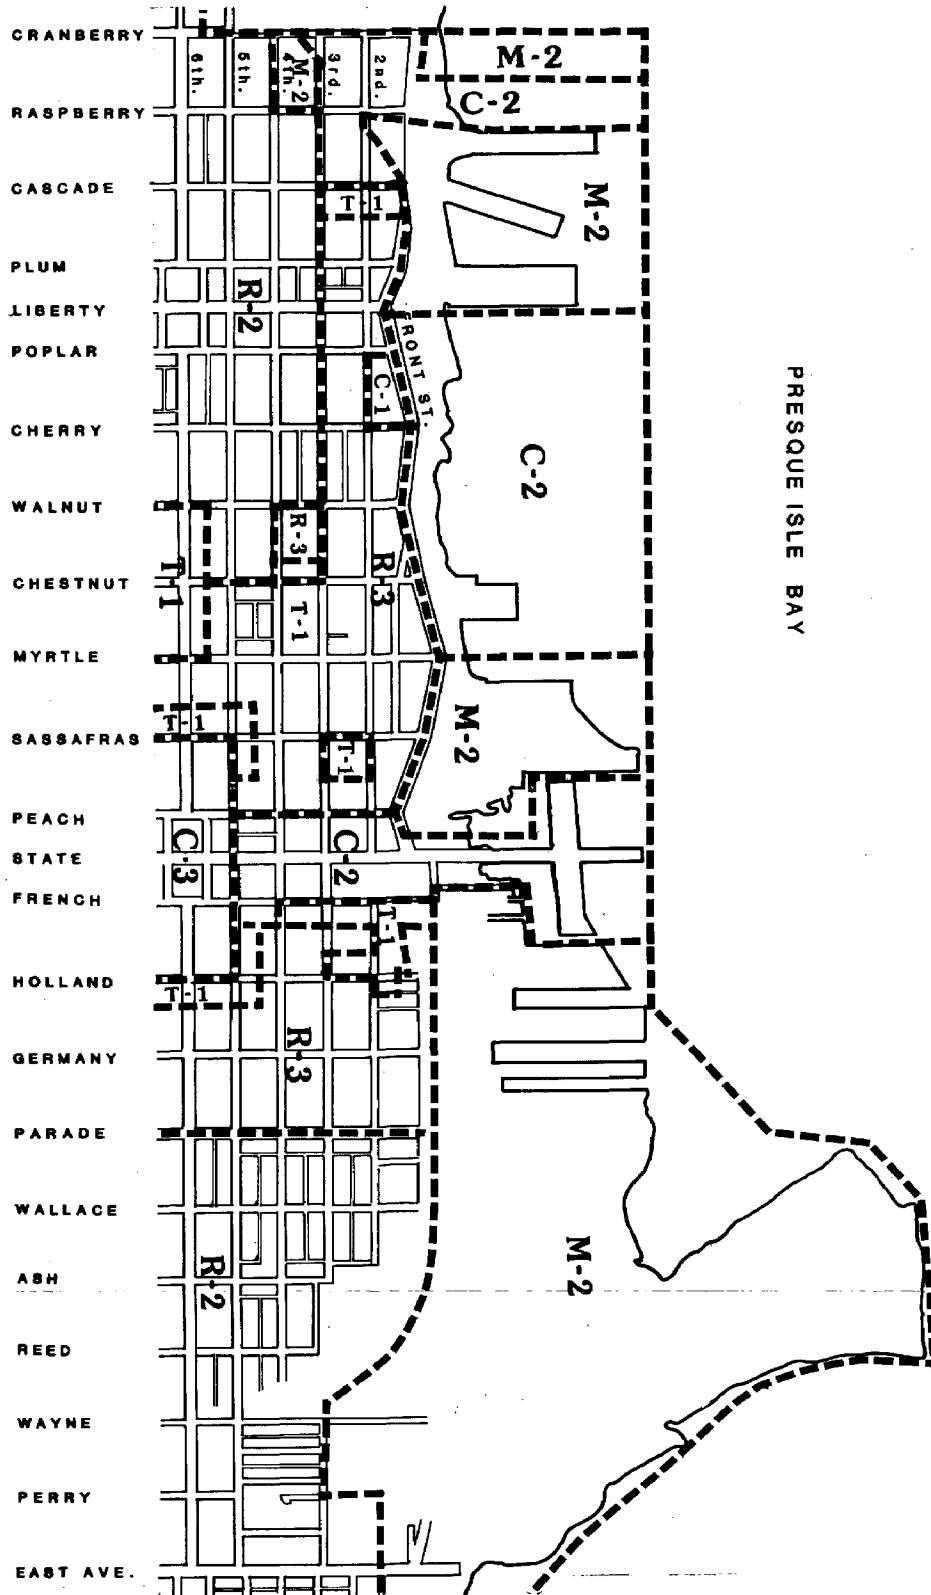 CRANBERRY
M-2
6th.
5th.
M-2
4th.
3rd.
2nd.
C-2
RASPBERRY
CASCADE
T-1
M-2
PLUM
R-2
LIBERTY
FRONT ST.
POPLAR
C-1
PRESQUE ISLE BAY
CHERRY
C-2
WALNUT
R-3
T-1
R-3
CHESTNUT
T-1
MYRTLE
T-1
M-2
SASSAFRAS
T-1
PEACH
C-3
C-2
STATE
FRENCH
T-1
HOLLAND
T-1
R-3
GERMANY
PARADE
WALLACE
R-2
M-2
ASH
REED
WAYNE
PERRY
EAST AVE.